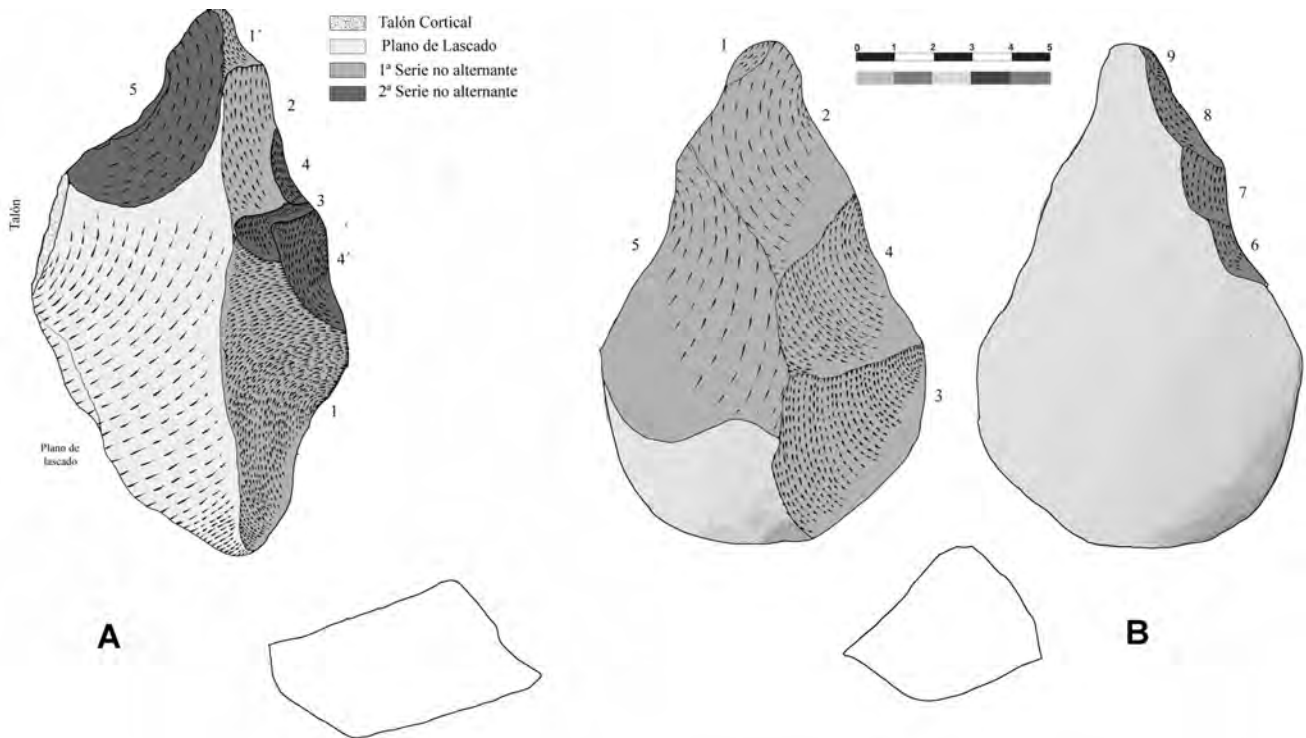 Talón Cortical
Plano de Lascado
1ª Serie no alternante
2ª Serie no alternante
1´
5
2
4
3
4´
1
Talón
Plano de
lascado
A
1
2
5
4
3
0 1 2 3 4 5
9
8
7
6
B